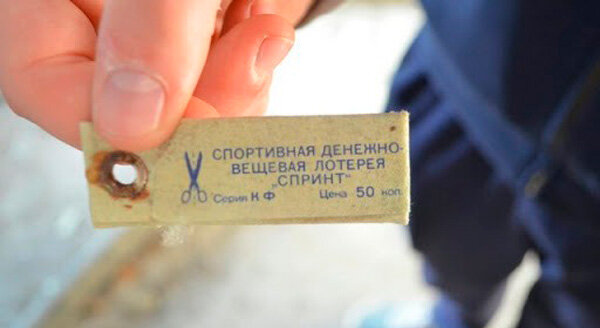 СПОРТИВНАЯ ДЕНЕЖНО-
ВЕЩЕВАЯ ЛОТЕРЕЯ
„СПРИНТ"
Серия К Ф Цена 50 коп.